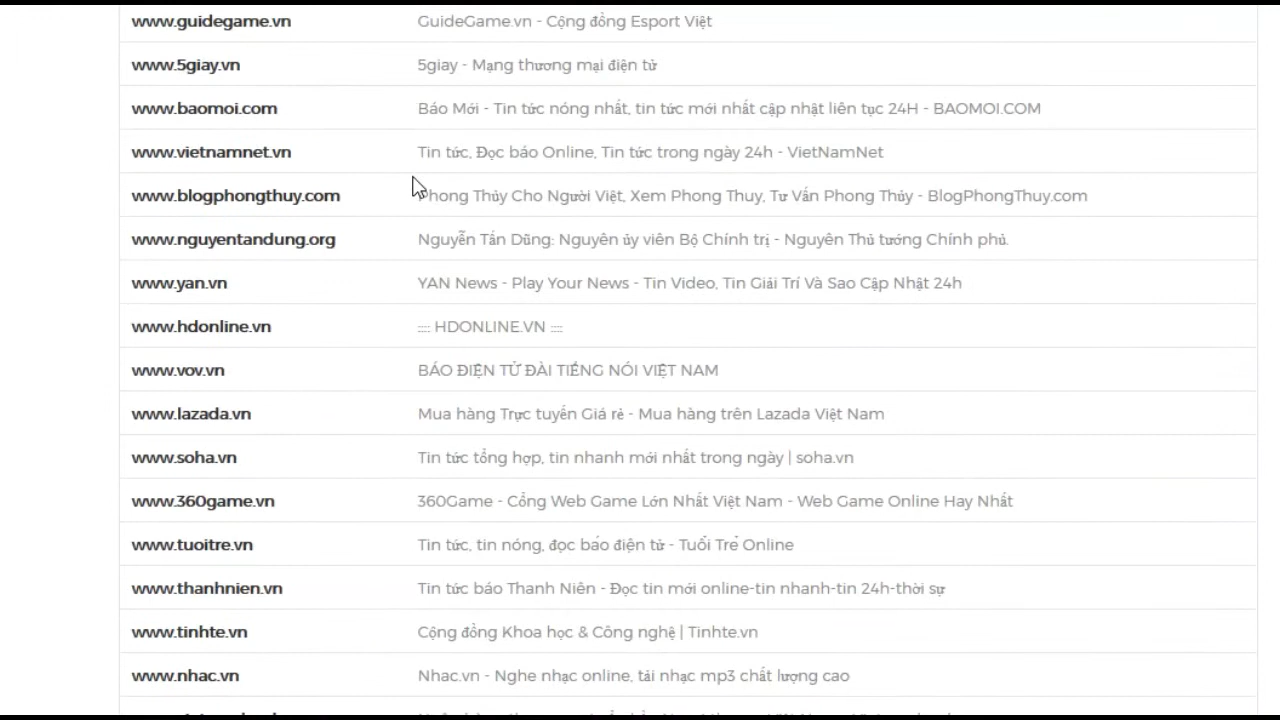 www.guidegame.vn GuideGame.vn - Cộng đồng Esport Việt
www.5giay.vn 5giay - Mạng thương mại điện tử
www.baomoi.com Báo Mới - Tin tức nóng nhất, tin tức mới nhất cập nhật liên tục 24H - BAOMOI.COM
www.vietnamnet.vn Tin tức, Đọc báo Online, Tin tức trong ngày 24h - VietNamNet
www.blogphongthuy.com Phong Thủy Cho Người Việt, Xem Phong Thuy, Tư Vấn Phong Thủy - BlogPhongThuy.com
www.nguyentandung.org Nguyễn Tấn Dũng: Nguyên ủy viên Bộ Chính trị - Nguyên Thủ tướng Chính phủ.
www.yan.vn YAN News - Play Your News - Tin Video, Tin Giải Trí Và Sao Cập Nhật 24h
www.hdonline.vn :::: HDONLINE.VN ::::
www.vov.vn BÁO ĐIỆN TỬ ĐÀI TIẾNG NÓI VIỆT NAM
www.lazada.vn Mua hàng Trực tuyến Giá rẻ - Mua hàng trên Lazada Việt Nam
www.soha.vn Tin tức tổng hợp, tin nhanh mới nhất trong ngày | soha.vn
www.360game.vn 360Game - Cổng Web Game Lớn Nhất Việt Nam - Web Game Online Hay Nhất
www.tuoitre.vn Tin tức, tin nóng, đọc báo điện tử - Tuổi Trẻ Online
www.thanhnien.vn Tin tức báo Thanh Niên - Đọc tin mới online-tin nhanh-tin 24h-thời sự
www.tinhte.vn Cộng đồng Khoa học & Công nghệ | Tinhte.vn
www.nhac.vn Nhac.vn - Nghe nhạc online, tải nhạc mp3 chất lượng cao